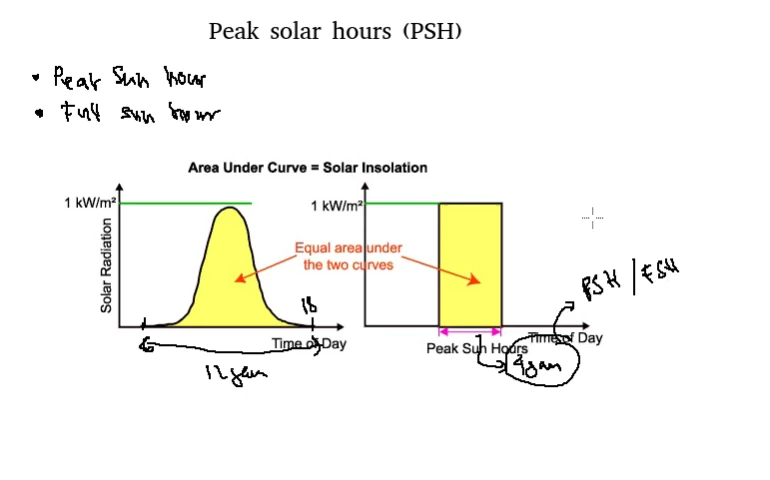 Peak solar hours (PSH)
• Peak Sun hour
• Full sun hour
Area Under Curve = Solar Insolation
1 kW/m²
1 kW/m²
Solar Radiation
Equal area under
the two curves
PSH / FSH
18
6
Time of Day
Time of Day
Peak Sun Hours
12 jam
4 jam